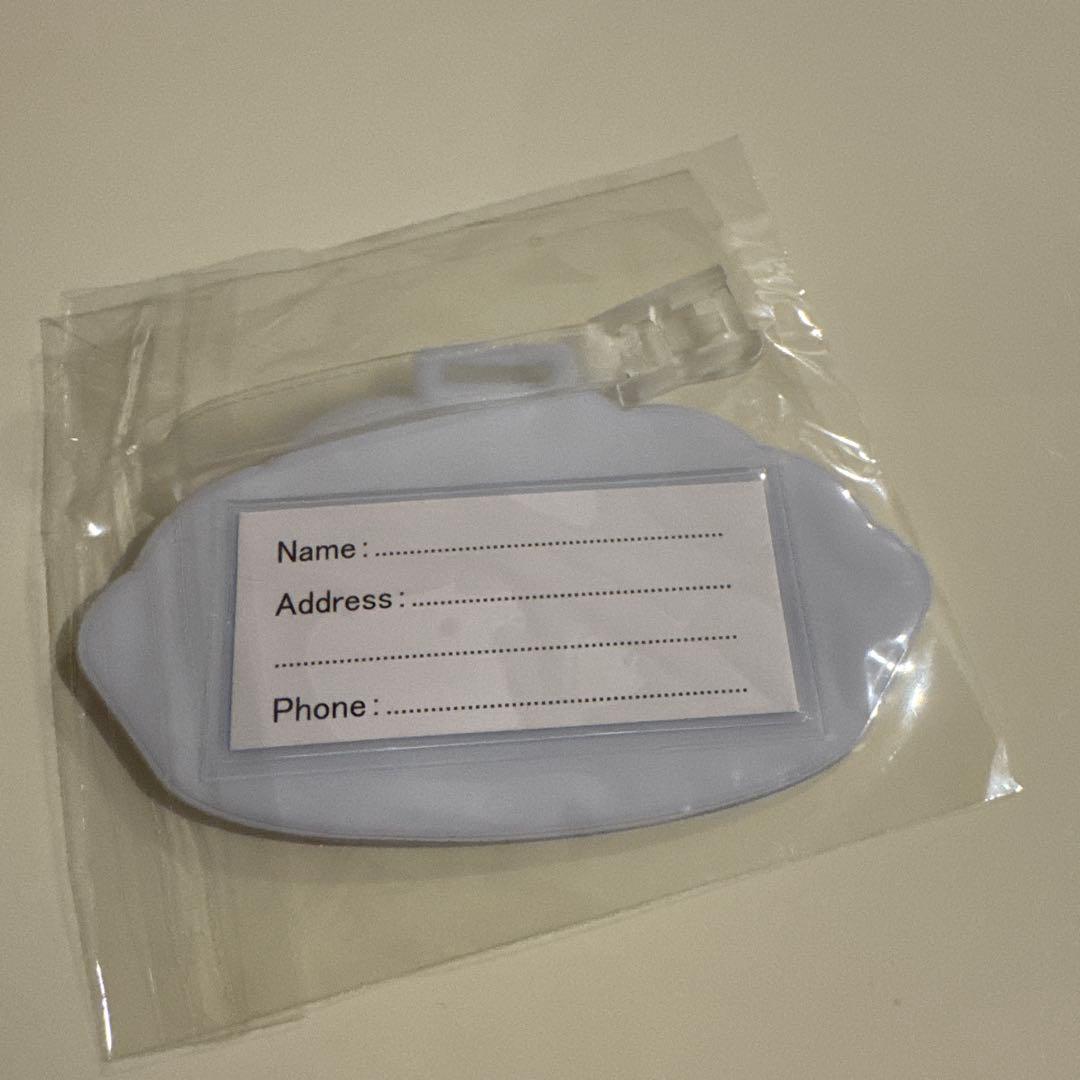 Name : ................................................
Address : ............................................
................................................................
Phone : ................................................